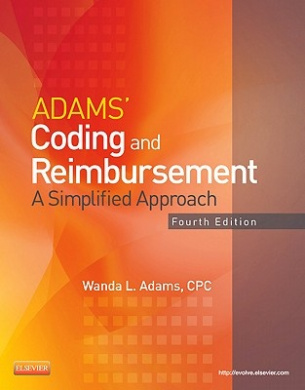 ADAMS'
Coding and
Reimbursement
A Simplified Approach
Fourth Edition
Wanda L. Adams, CPC
ELSEVIER
http://evolve.elsevier.com